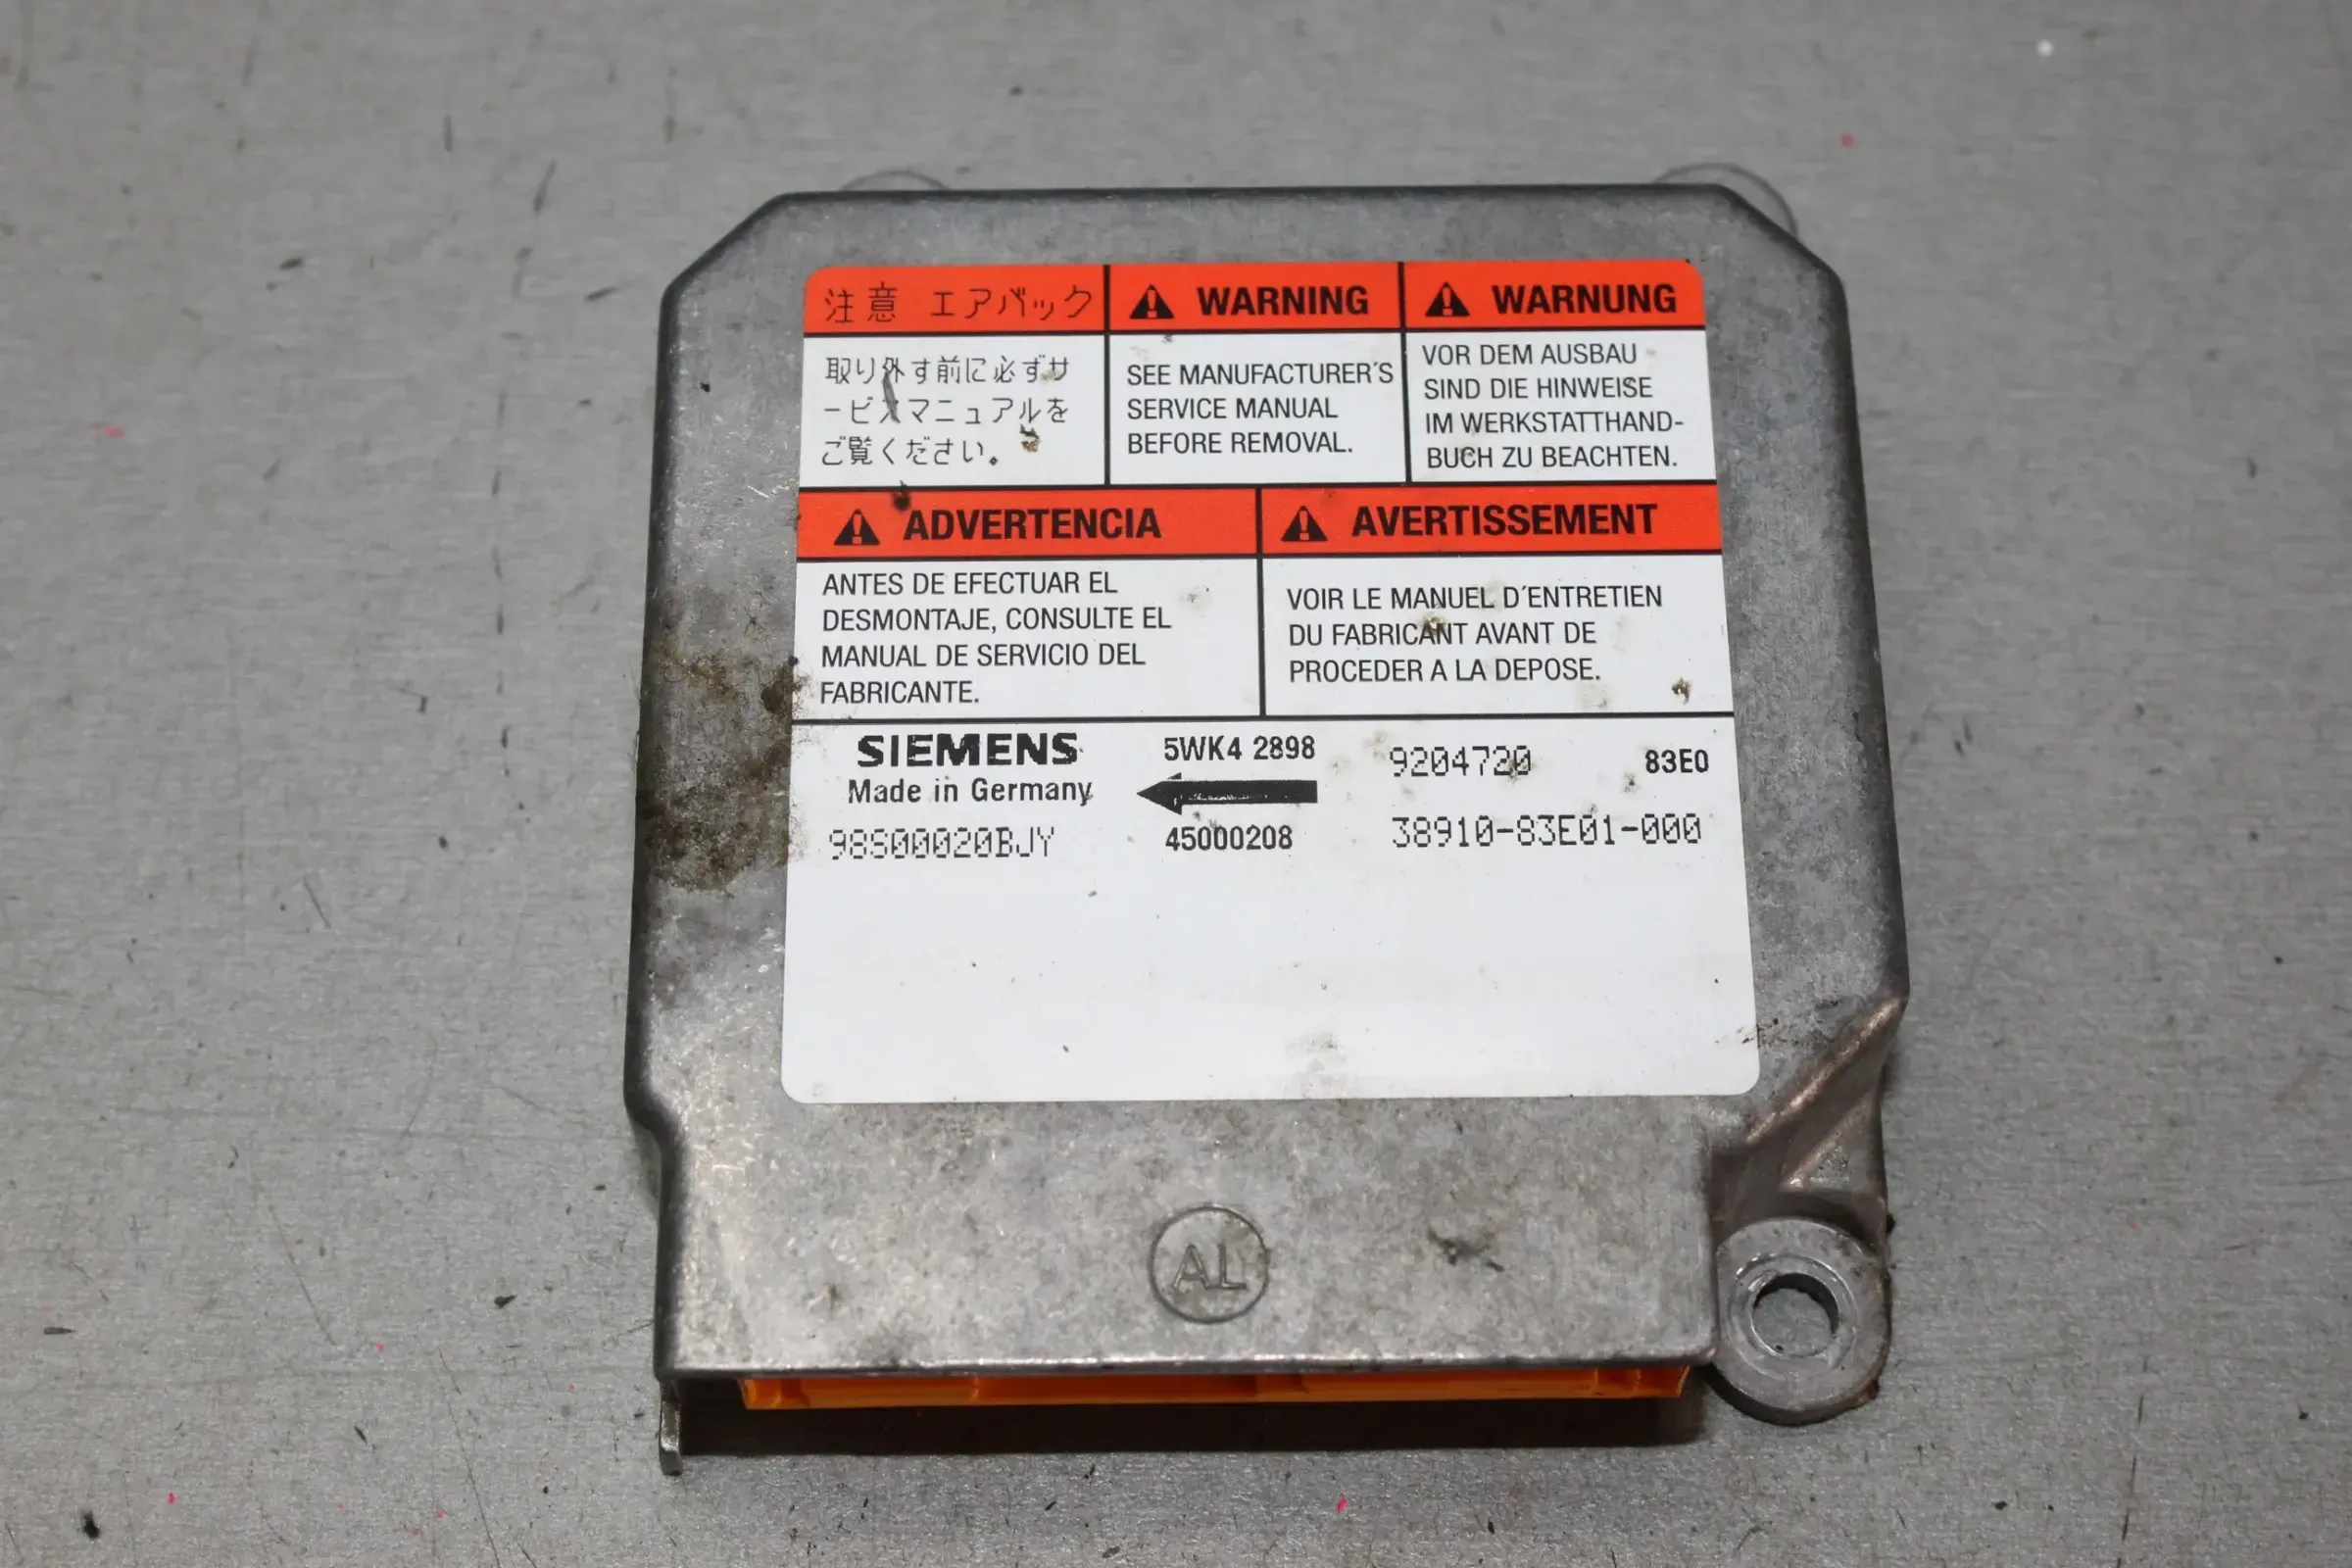 注意 エアバック
取り外す前に必ずサ
ービスマニュアルを
ご覧ください。
WARNING
SEE MANUFACTURER'S
SERVICE MANUAL
BEFORE REMOVAL.
WARNUNG
VOR DEM AUSBAU
SIND DIE HINWEISE
IM WERKSTATTHAND-
BUCH ZU BEACHTEN.
ADVERTENCIA
ANTES DE EFECTUAR EL
DESMONTAJE, CONSULTE EL
MANUAL DE SERVICIO DEL
FABRICANTE.
AVERTISSEMENT
VOIR LE MANUEL D'ENTRETIEN
DU FABRICANT AVANT DE
PROCEDER A LA DEPOSE.
SIEMENS 5WK4 2898 9204720 83E0
Made in Germany
98S00020BJY 45000208 38910-83E01-000
AL